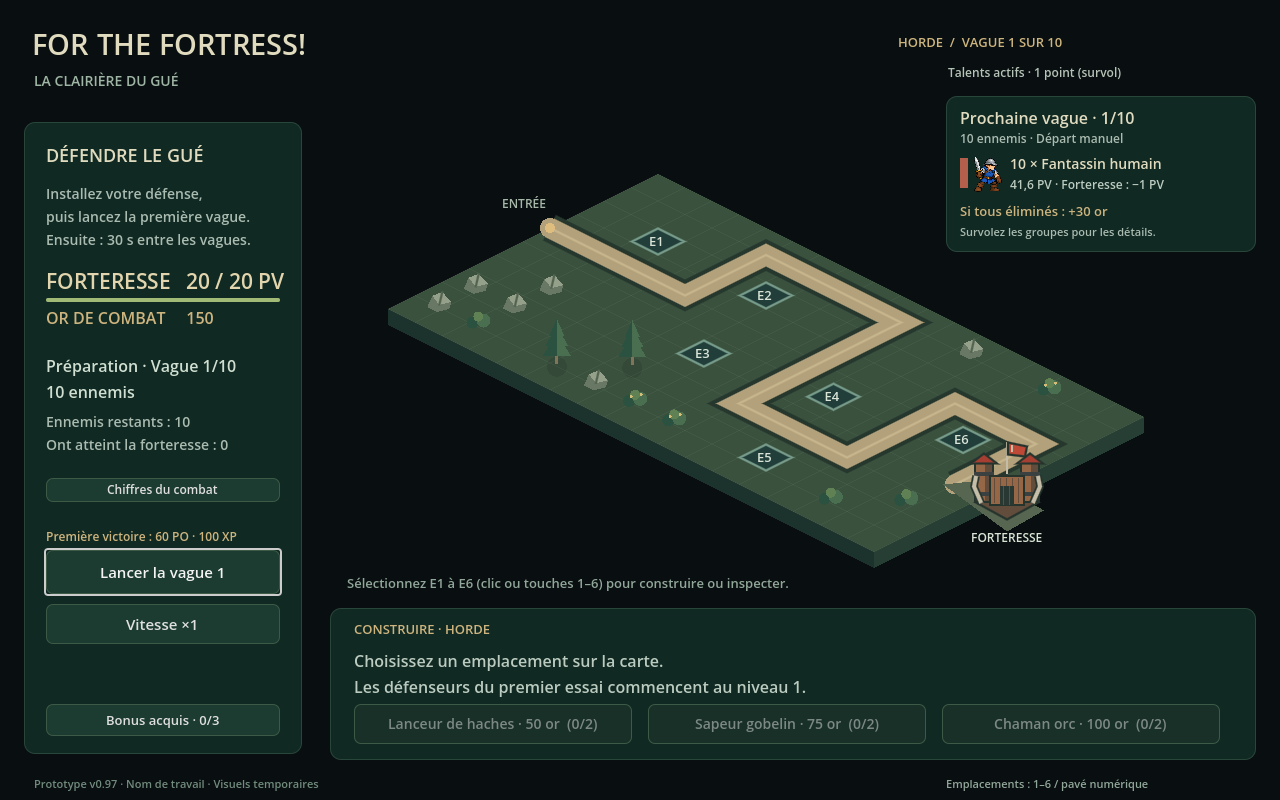 FOR THE FORTRESS!
LA CLAIRIÈRE DU GUÉ
HORDE / VAGUE 1 SUR 10
Talents actifs · 1 point (survol)
Prochaine vague · 1/10
10 ennemis · Départ manuel
10 × Fantassin humain
41,6 PV · Forteresse : −1 PV
Si tous éliminés : +30 or
Survolez les groupes pour les détails.
DÉFENDRE LE GUÉ
Installez votre défense,
puis lancez la première vague.
Ensuite : 30 s entre les vagues.
FORTERESSE 20 / 20 PV
OR DE COMBAT 150
Préparation · Vague 1/10
10 ennemis
Ennemis restants : 10
Ont atteint la forteresse : 0
Chiffres du combat
Première victoire : 60 PO · 100 XP
Lancer la vague 1
Vitesse ×1
Bonus acquis · 0/3
ENTRÉE
E1
E2
E3
E4
E5
E6
FORTERESSE
Sélectionnez E1 à E6 (clic ou touches 1–6) pour construire ou inspecter.
CONSTRUIRE · HORDE
Choisissez un emplacement sur la carte.
Les défenseurs du premier essai commencent au niveau 1.
Lanceur de haches · 50 or (0/2)
Sapeur gobelin · 75 or (0/2)
Chaman orc · 100 or (0/2)
Prototype v0.97 · Nom de travail · Visuels temporaires
Emplacements : 1–6 / pavé numérique